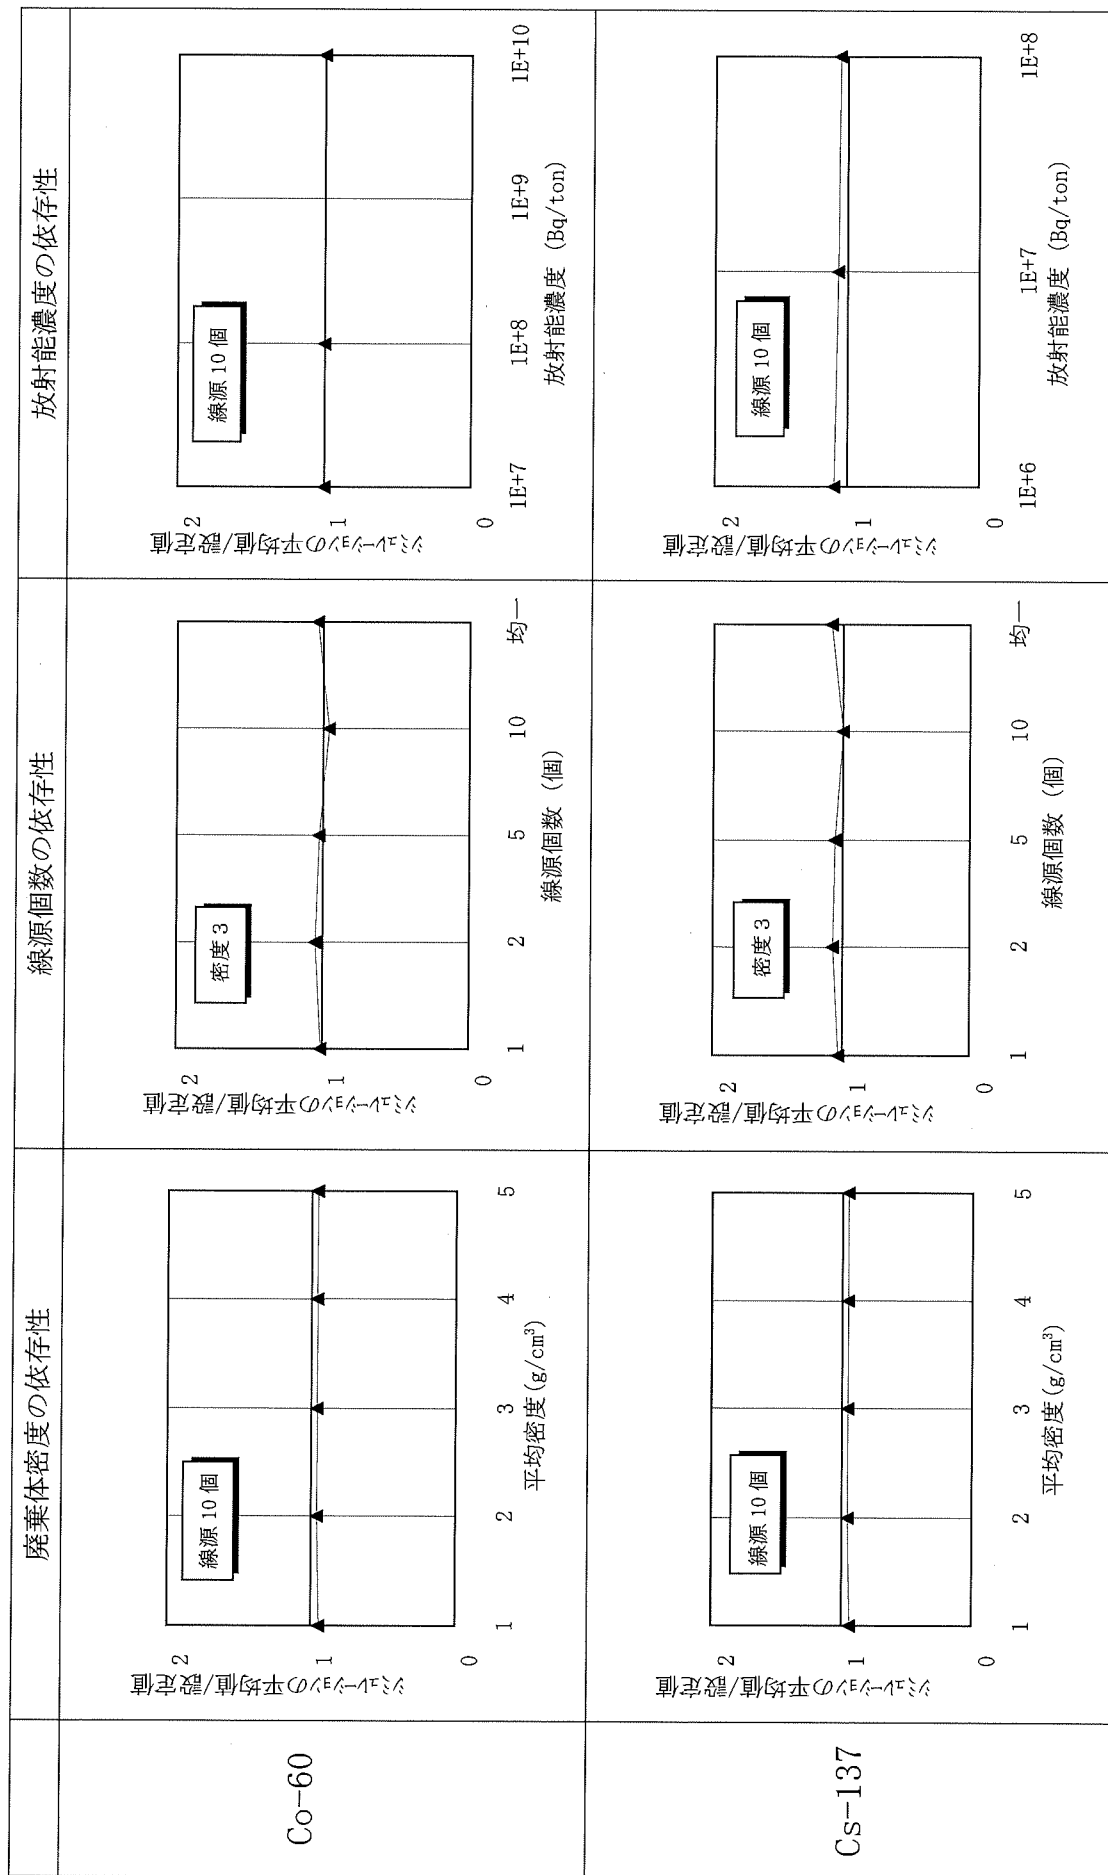 廃棄体密度の依存性
線源個数の依存性
放射能濃度の依存性
Co-60
シミュレーションの平均値/設定値
2
1
0
線源10個
1
2
3
4
5
平均密度(g/cm³)
シミュレーションの平均値/設定値
2
1
0
密度3
1
2
5
10
均一
線源個数 (個)
シミュレーションの平均値/設定値
2
1
0
線源10個
1E+7
1E+8
1E+9
1E+10
放射能濃度 (Bq/ton)
Cs-137
シミュレーションの平均値/設定値
2
1
0
線源10個
1
2
3
4
5
平均密度(g/cm³)
シミュレーションの平均値/設定値
2
1
0
密度3
1
2
5
10
均一
線源個数 (個)
シミュレーションの平均値/設定値
2
1
0
線源10個
1E+6
1E+7
1E+8
放射能濃度 (Bq/ton)